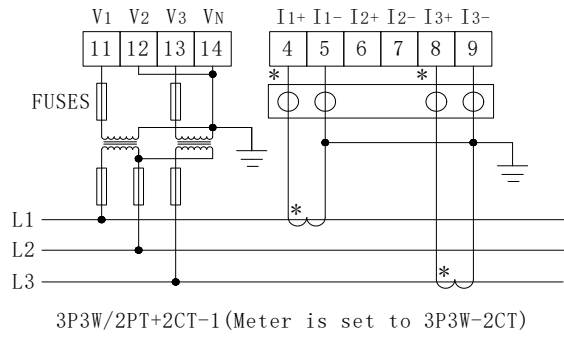 V1 V2 V3 VN I1+ I1- I2+ I2- I3+ I3-
11 12 13 14 4 5 6 7 8 9
* *
FUSES
*
L1
L2
*
L3
3P3W/2PT+2CT-1(Meter is set to 3P3W-2CT)